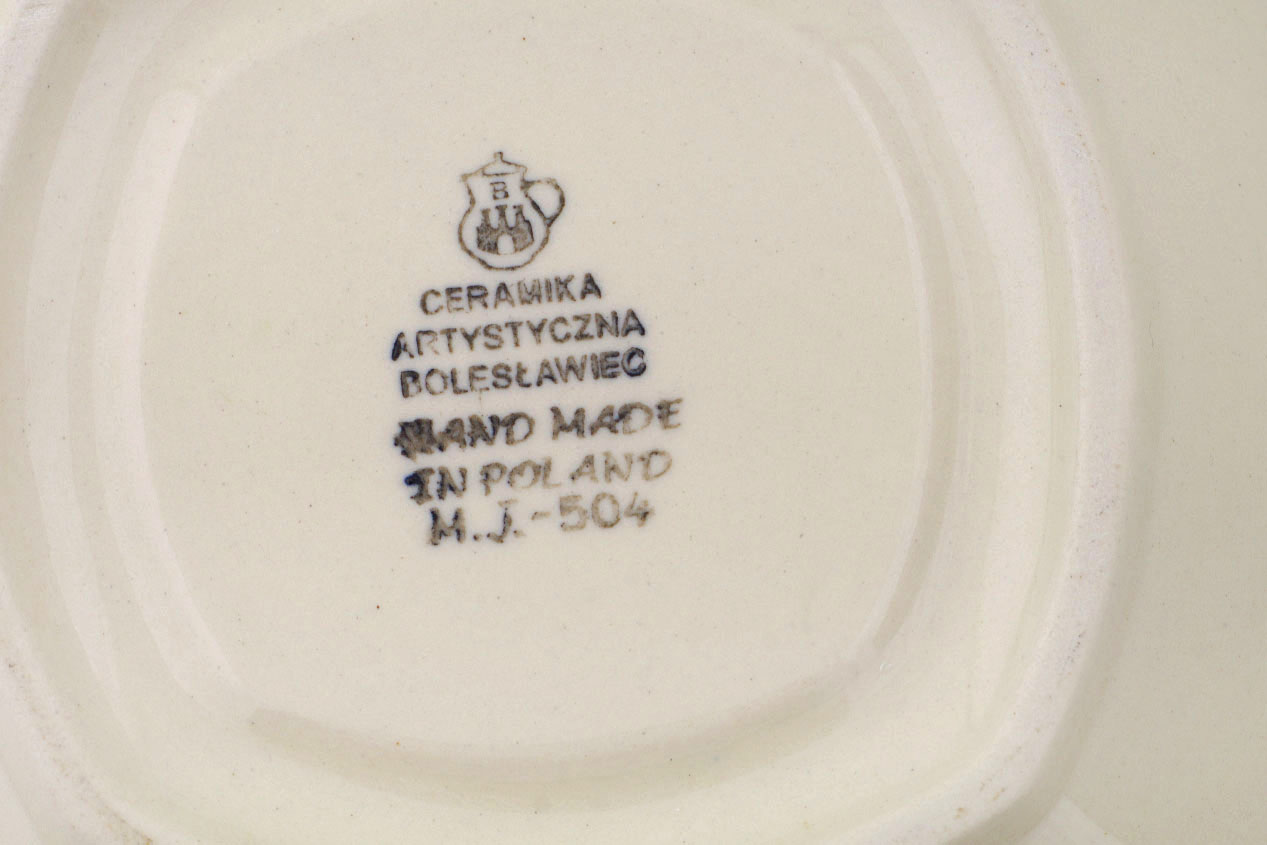 B
CERAMIKA
ARTYSTYCZNA
BOLESŁAWIEC
HAND MADE
IN POLAND
M.J.-504